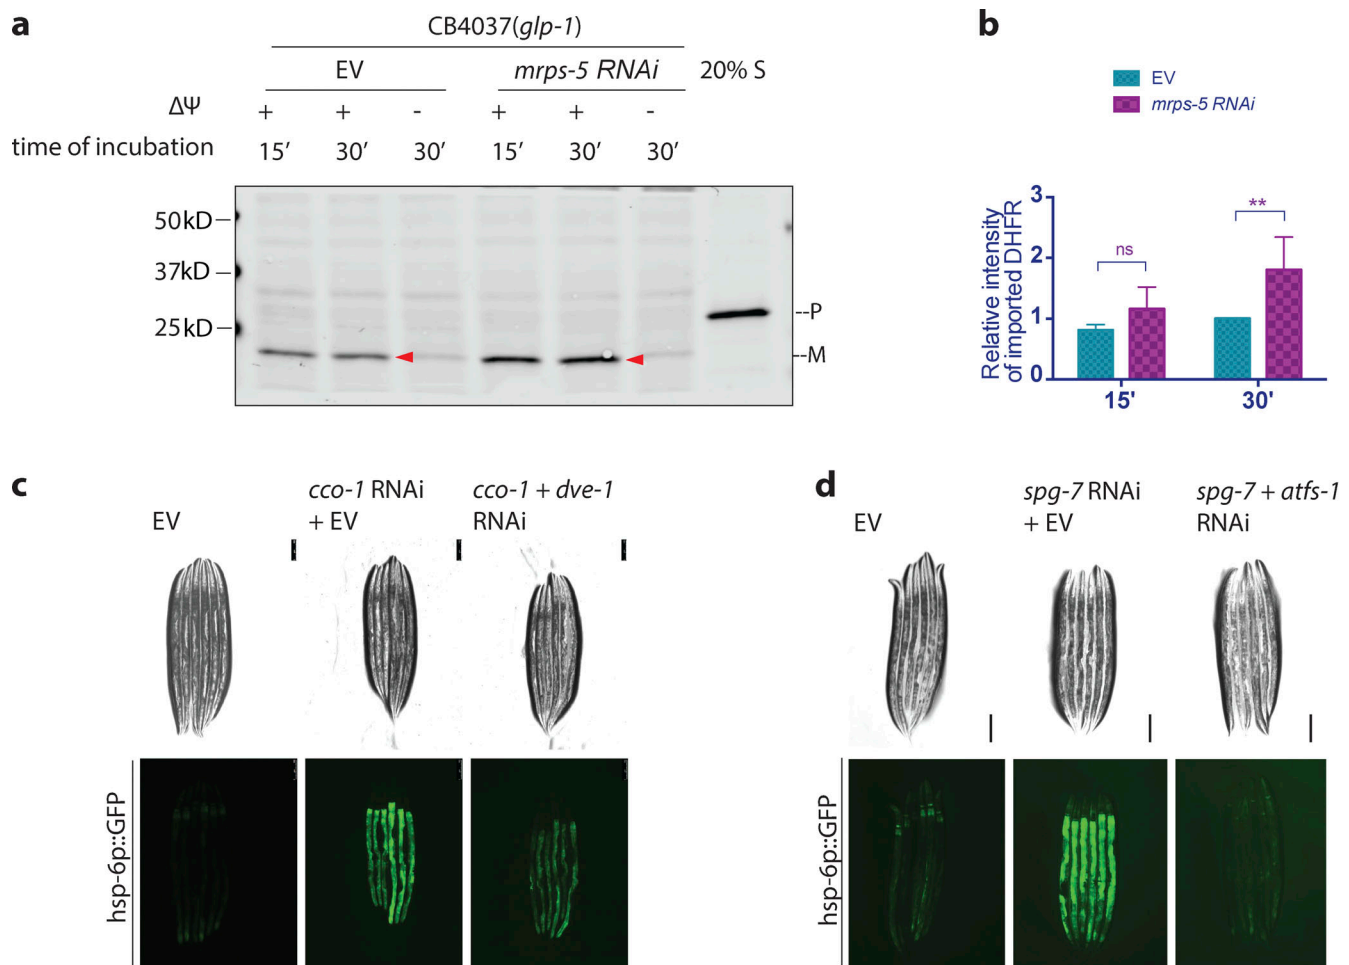 a
CB4037(glp-1)
EV
mrps-5 RNAi
20% S
ΔΨ
+
+
-
+
+
-
time of incubation
15′
30′
30′
15′
30′
30′
50kD
37kD
25kD
--P
--M
b
EV
mrps-5 RNAi
Relative intensity
of imported DHFR
3
2
1
0
ns
**
15'
30'
c
EV
cco-1 RNAi
+ EV
cco-1 + dve-1
RNAi
hsp-6p::GFP
d
EV
spg-7 RNAi
+ EV
spg-7 + atfs-1
RNAi
hsp-6p::GFP